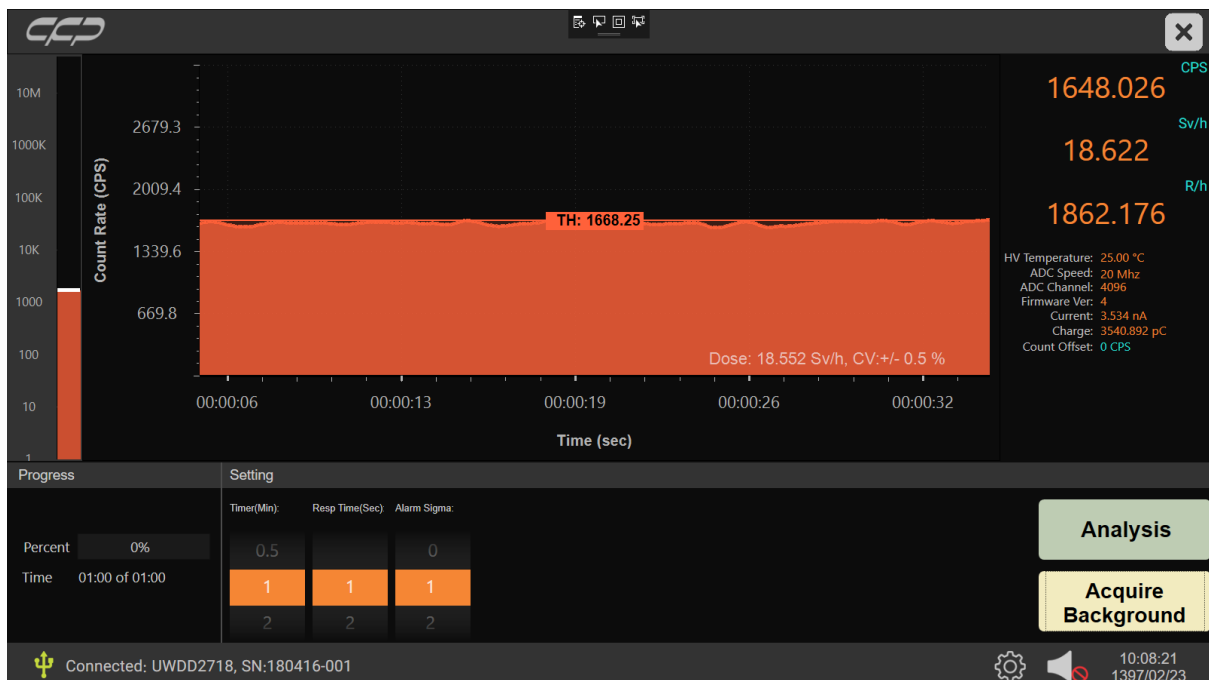 CPS
1648.026
Sv/h
18.622
R/h
1862.176
10M
1000K
100K
10K
1000
100
10
1
Count Rate (CPS)
2679.3
2009.4
1339.6
669.8
TH: 1668.25
Dose: 18.552 Sv/h, CV:+/- 0.5 %
00:00:06 00:00:13 00:00:19 00:00:26 00:00:32
Time (sec)
HV Temperature: 25.00 °C
ADC Speed: 20 Mhz
ADC Channel: 4096
Firmware Ver: 4
Current: 3.534 nA
Charge: 3540.892 pC
Count Offset: 0 CPS
Progress
Percent 0%
Time 01:00 of 01:00
Setting
Timer(Min): Resp Time(Sec): Alarm Sigma:
0.5 0
1 1 1
2 2 2
Analysis
Acquire
Background
Connected: UWDD2718, SN:180416-001
10:08:21
1397/02/23